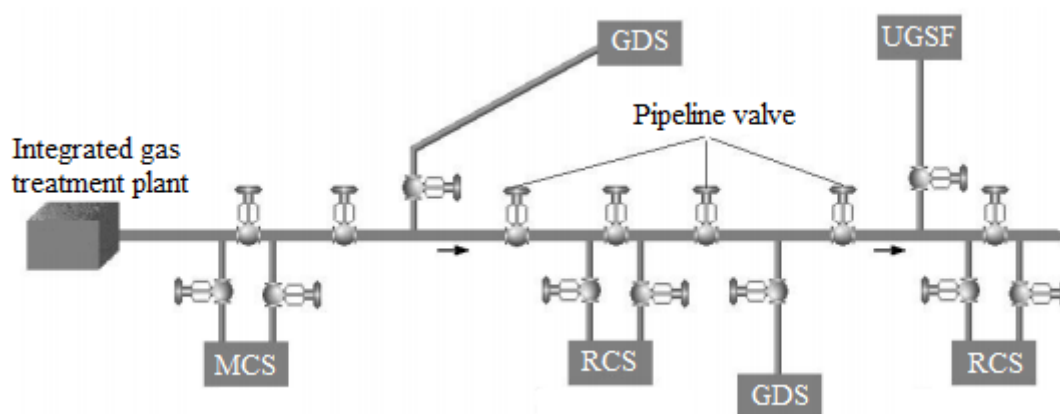 GDS
UGSF
Pipeline valve
Integrated gas
treatment plant
MCS
RCS
GDS
RCS